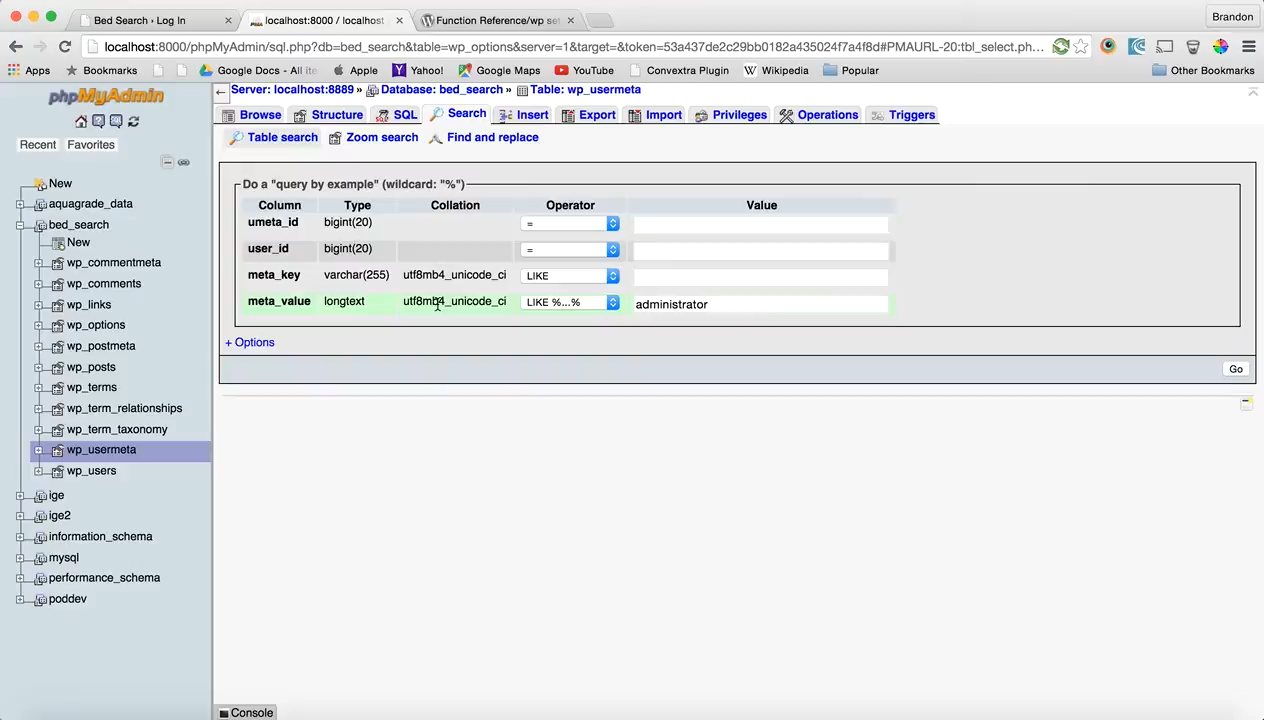 Bed Search › Log In
localhost:8000 / localhost
Function Reference/wp se
Brandon
localhost:8000/phpMyAdmin/sql.php?db=bed_search&table=wp_options&server=1&target=&token=53a437de2c29bb0182a435024f7a4f8d#PMAURL-20:tbl_select.ph...
Apps Bookmarks Google Docs - All ite Apple Yahoo! Google Maps YouTube Convextra Plugin Wikipedia Popular Other Bookmarks
phpMyAdmin
Recent Favorites
New
aquagrade_data
bed_search
New
wp_commentmeta
wp_comments
wp_links
wp_options
wp_postmeta
wp_posts
wp_terms
wp_term_relationships
wp_term_taxonomy
wp_usermeta
wp_users
ige
ige2
information_schema
mysql
performance_schema
poddev
Server: localhost:8889 » Database: bed_search » Table: wp_usermeta
Browse Structure SQL Search Insert Export Import Privileges Operations Triggers
Table search Zoom search Find and replace
Do a "query by example" (wildcard: "%")
Column Type Collation Operator Value
umeta_id bigint(20) =
user_id bigint(20) =
meta_key varchar(255) utf8mb4_unicode_ci LIKE
meta_value longtext utf8mb4_unicode_ci LIKE %...% administrator
+ Options
Go
Console